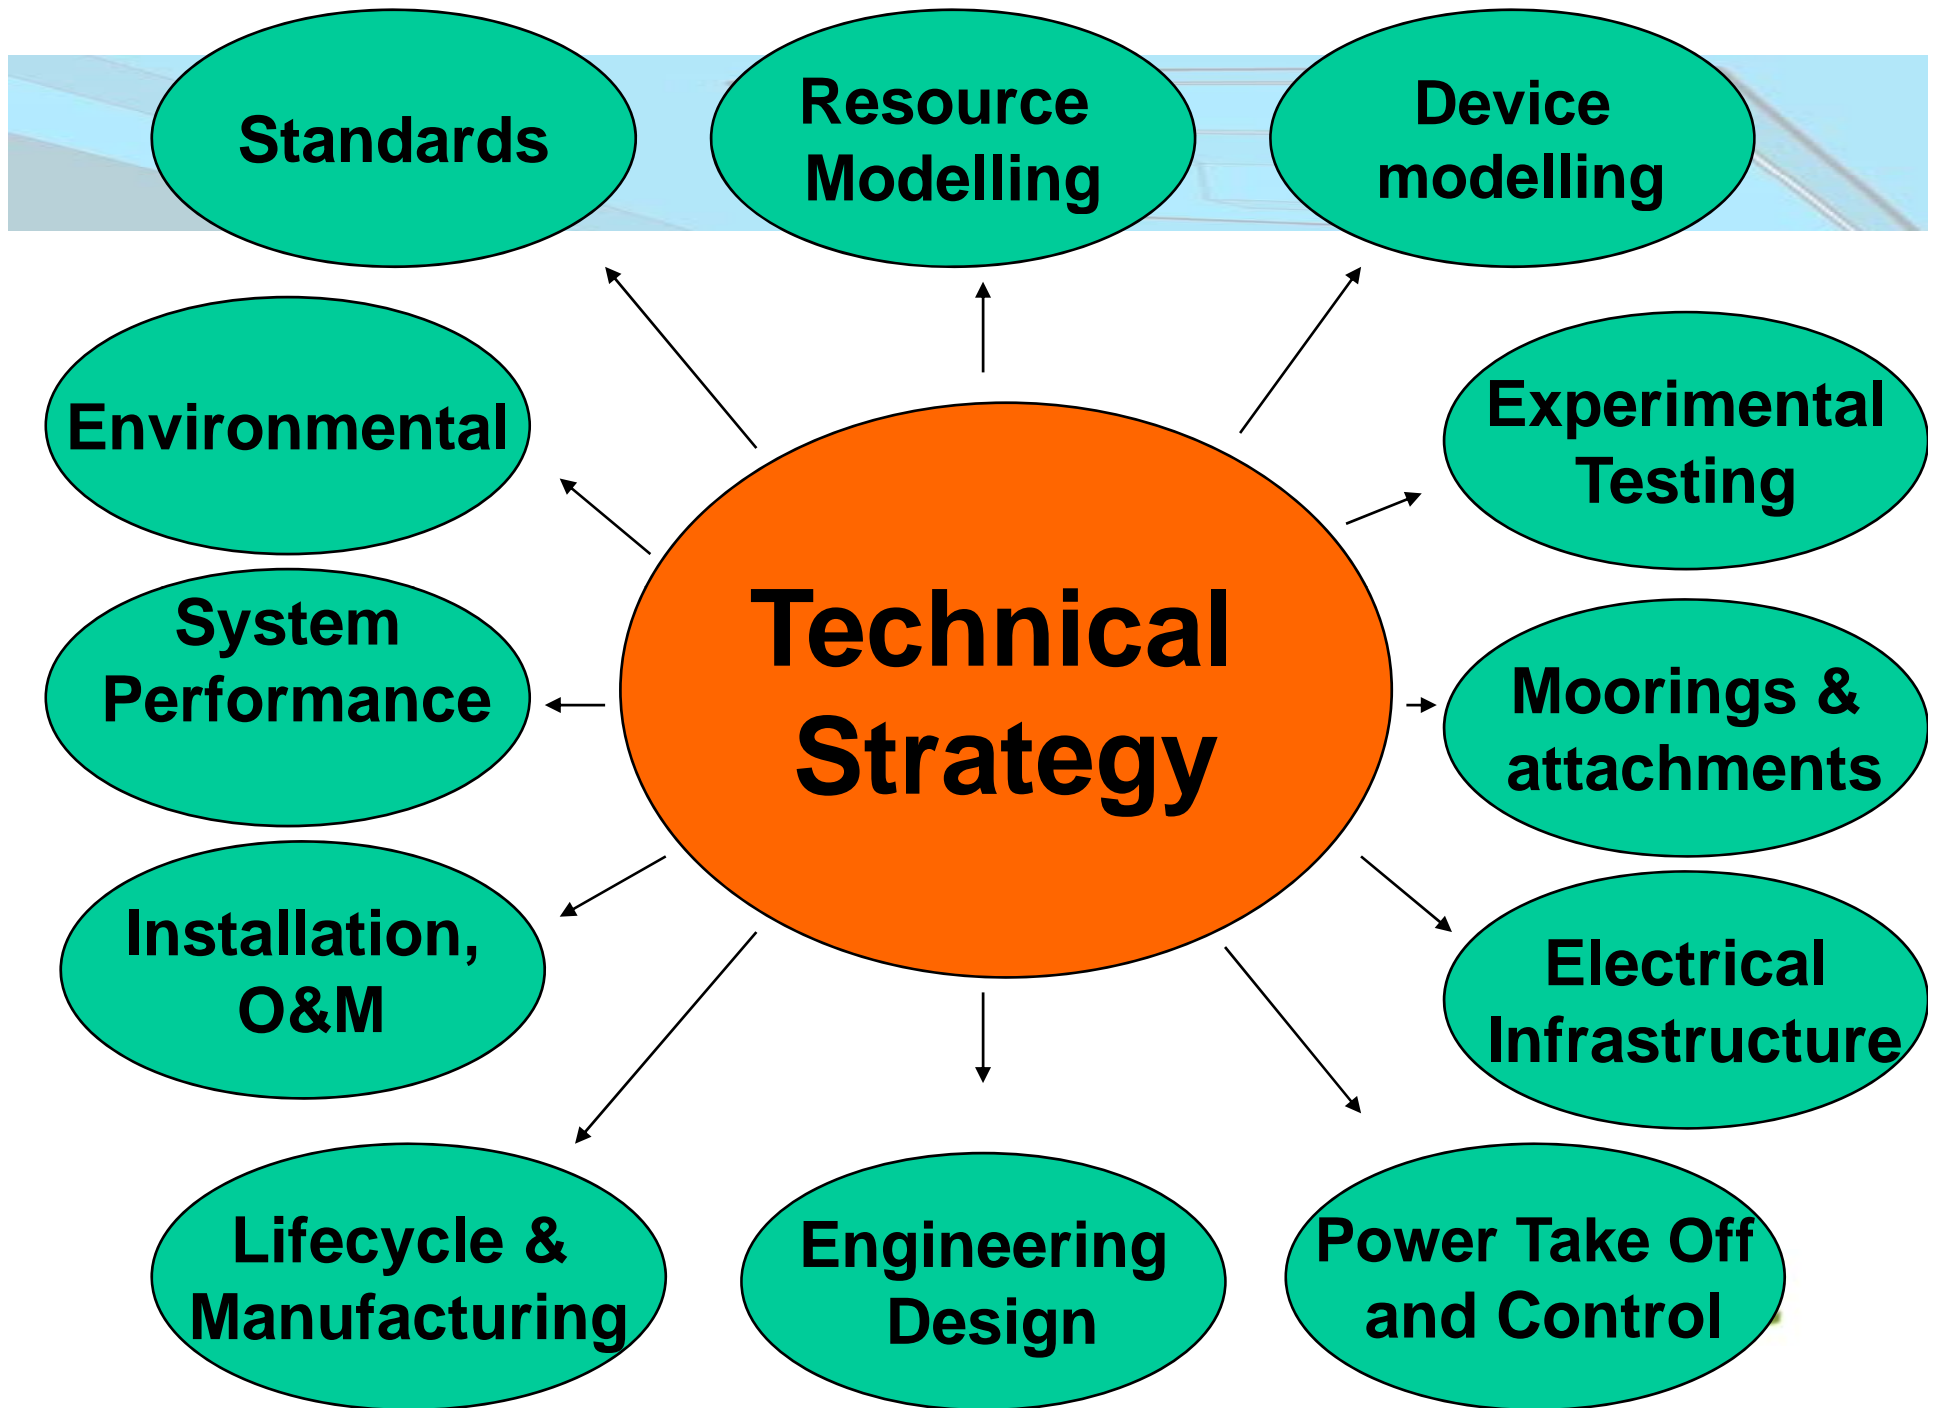 Standards
Resource
Modelling
Device
modelling
Environmental
Experimental
Testing
System
Performance
Technical
Strategy
Moorings &
attachments
Installation,
O&M
Electrical
Infrastructure
Lifecycle &
Manufacturing
Engineering
Design
Power Take Off
and Control